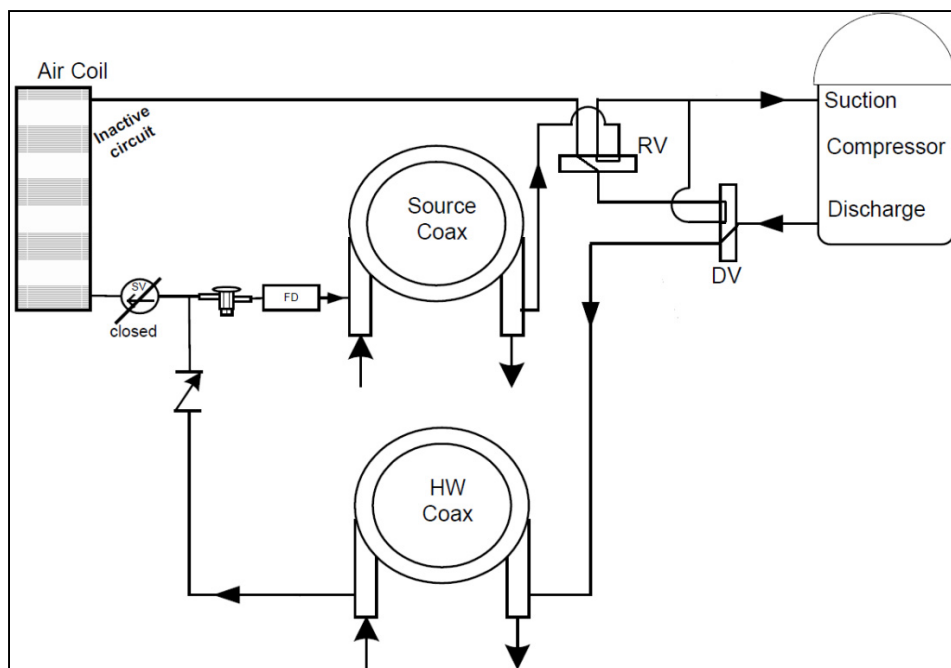 Air Coil
Inactive
circuit
Suction
RV
Compressor
Source
Coax
Discharge
DV
SV
FD
closed
HW
Coax